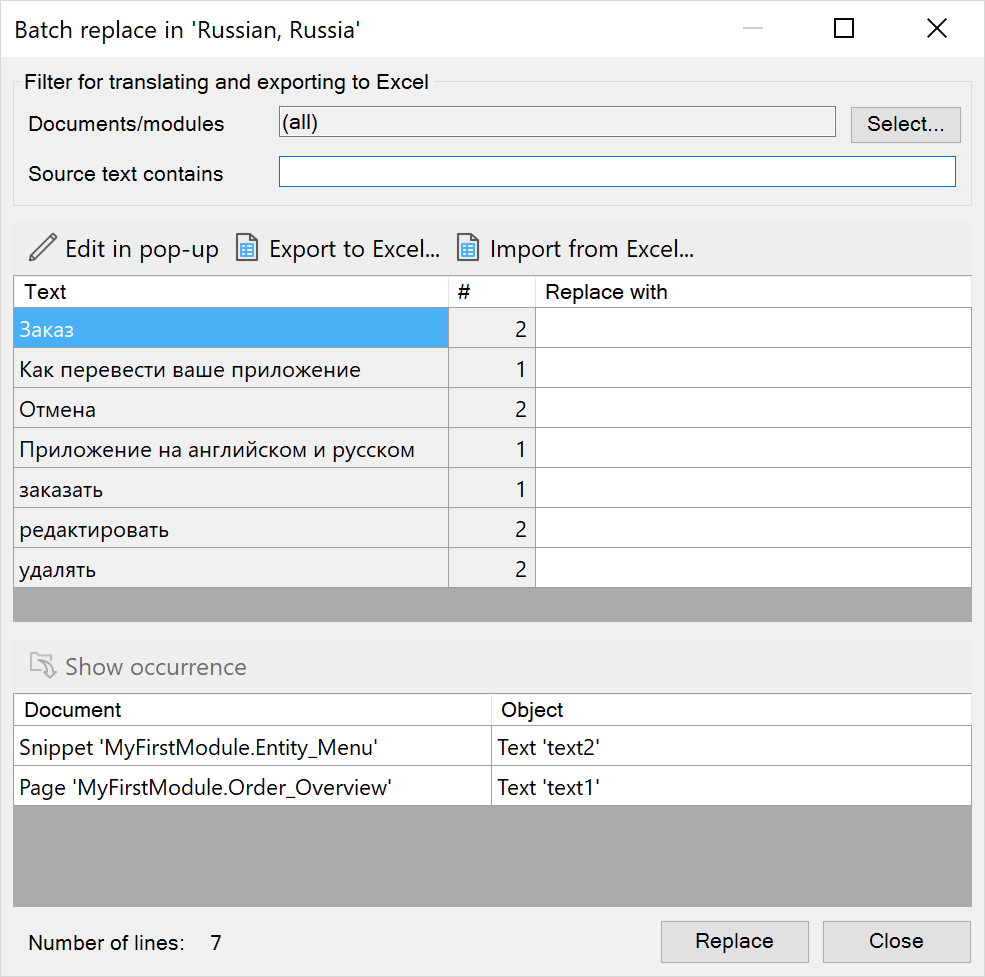 Batch replace in 'Russian, Russia'
Filter for translating and exporting to Excel
Documents/modules (all) Select...
Source text contains
Edit in pop-up Export to Excel... Import from Excel...
Text # Replace with
Заказ 2
Как перевести ваше приложение 1
Отмена 2
Приложение на английском и русском 1
заказать 1
редактировать 2
удалять 2
Show occurrence
Document Object
Snippet 'MyFirstModule.Entity_Menu' Text 'text2'
Page 'MyFirstModule.Order_Overview' Text 'text1'
Number of lines: 7 Replace Close